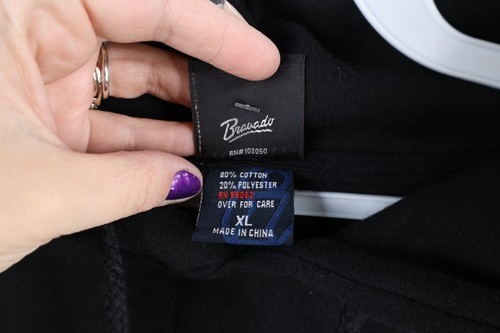 Bravado
RN#102050
80% COTTON
20% POLYESTER
OVER FOR CARE
XL
MADE IN CHINA